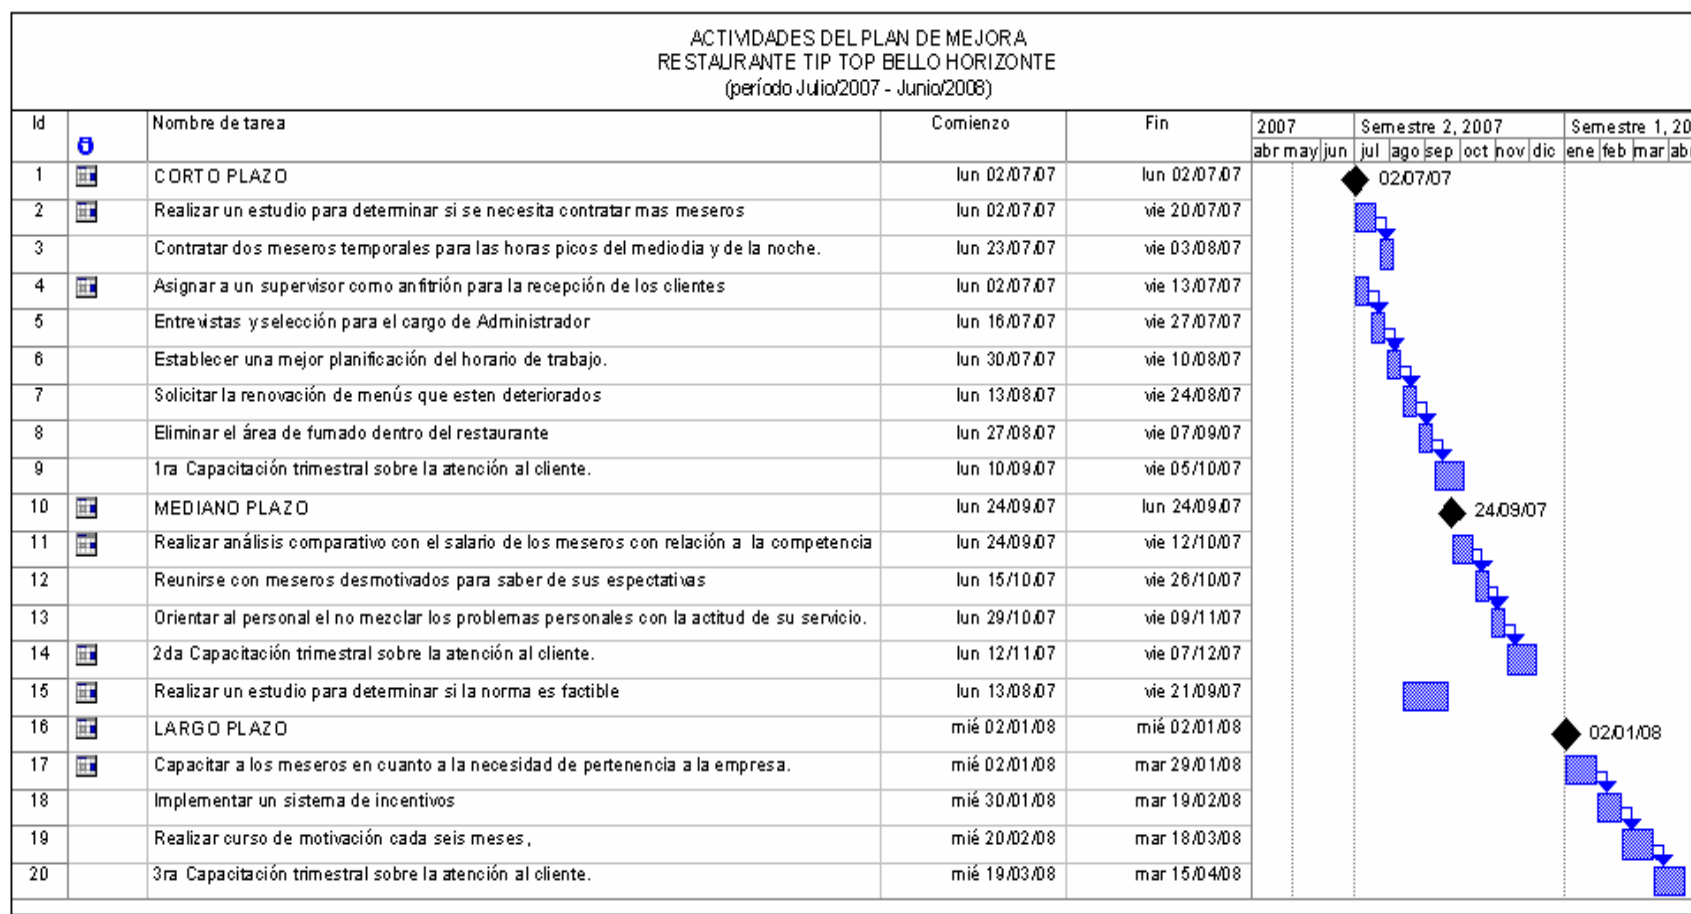 ACTIVIDADES DEL PLAN DE MEJORA
RESTAURANTE TIP TOP BELLO HORIZONTE
(período Julio/2007 - Junio/2008)
Id Nombre de tarea Comienzo Fin 2007 Semestre 2, 2007 Semestre 1, 20
abr may jun jul ago sep oct nov dic ene feb mar abr
1 CORTO PLAZO lun 02/07/07 lun 02/07/07 02/07/07
2 Realizar un estudio para determinar si se necesita contratar mas meseros lun 02/07/07 vie 20/07/07
3 Contratar dos meseros temporales para las horas picos del mediodia y de la noche. lun 23/07/07 vie 03/08/07
4 Asignar a un supervisor como anfitrión para la recepción de los clientes lun 02/07/07 vie 13/07/07
5 Entrevistas y selección para el cargo de Administrador lun 16/07/07 vie 27/07/07
6 Establecer una mejor planificación del horario de trabajo. lun 30/07/07 vie 10/08/07
7 Solicitar la renovación de menús que esten deteriorados lun 13/08/07 vie 24/08/07
8 Eliminar el área de fumado dentro del restaurante lun 27/08/07 vie 07/09/07
9 1ra Capacitación trimestral sobre la atención al cliente. lun 10/09/07 vie 05/10/07
10 MEDIANO PLAZO lun 24/09/07 lun 24/09/07 24/09/07
11 Realizar análisis comparativo con el salario de los meseros con relación a la competencia lun 24/09/07 vie 12/10/07
12 Reunirse con meseros desmotivados para saber de sus espectativas lun 15/10/07 vie 26/10/07
13 Orientar al personal el no mezclar los problemas personales con la actitud de su servicio. lun 29/10/07 vie 09/11/07
14 2da Capacitación trimestral sobre la atención al cliente. lun 12/11/07 vie 07/12/07
15 Realizar un estudio para determinar si la norma es factible lun 13/08/07 vie 21/09/07
16 LARGO PLAZO mié 02/01/08 mié 02/01/08 02/01/08
17 Capacitar a los meseros en cuanto a la necesidad de pertenencia a la empresa. mié 02/01/08 mar 29/01/08
18 Implementar un sistema de incentivos mié 30/01/08 mar 19/02/08
19 Realizar curso de motivación cada seis meses, mié 20/02/08 mar 18/03/08
20 3ra Capacitación trimestral sobre la atención al cliente. mié 19/03/08 mar 15/04/08